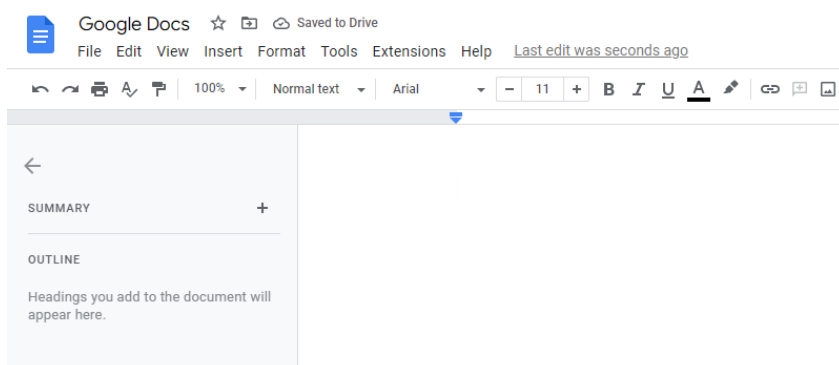 Google Docs Saved to Drive
File Edit View Insert Format Tools Extensions Help Last edit was seconds ago
100% Normal text Arial − 11 + B I U A
SUMMARY +
OUTLINE
Headings you add to the document will
appear here.